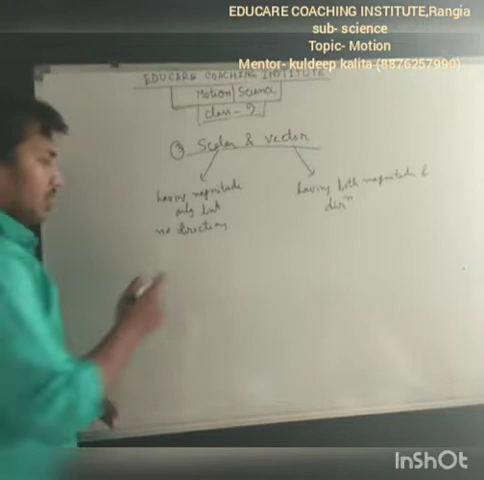 EDUCARE COACHING INSTITUTE,Rangia
sub- science
Topic- Motion
Mentor- kuldeep kalita (8876257990)
EDUCARE COACHING INSTITUTE
Motion | Science
class - 9
③ Scalar & vector
having magnitude
only but
no direction
having both magnitude &
dirⁿ
InShOt